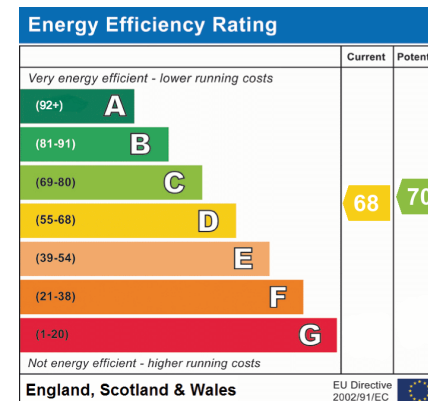 Energy Efficiency Rating
Current Potent
Very energy efficient - lower running costs
(92+) A
(81-91) B
(69-80) C
(55-68) D
(39-54) E
(21-38) F
(1-20) G
68
70
Not energy efficient - higher running costs
England, Scotland & Wales
EU Directive
2002/91/EC